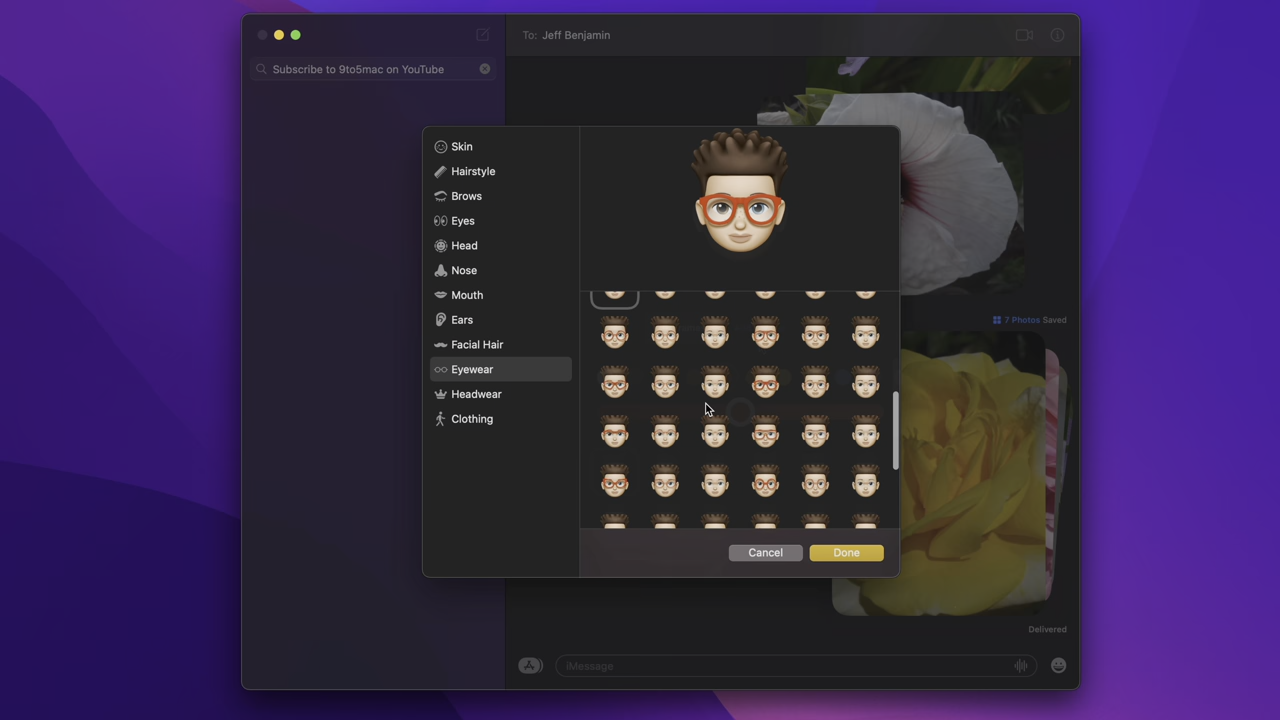 To: Jeff Benjamin
Subscribe to 9to5mac on YouTube
Skin
Hairstyle
Brows
Eyes
Head
Nose
Mouth
Ears
Facial Hair
Eyewear
Headwear
Clothing
7 Photos Saved
Cancel
Done
Delivered
iMessage